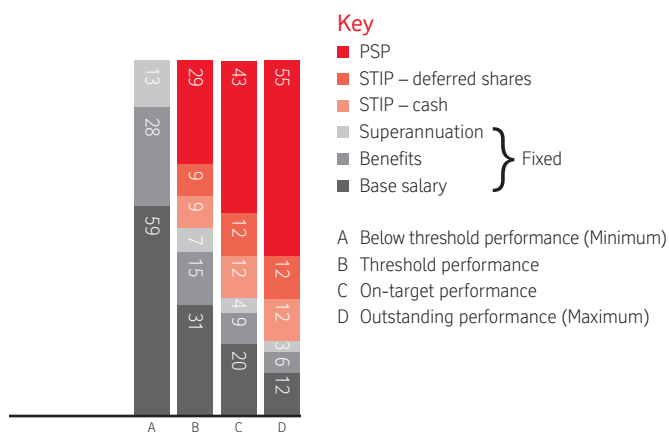 13
28
59
29
9
9
7
15
31
43
12
12
4
9
20
55
12
12
3
6
12
A
B
C
D
Key
PSP
STIP – deferred shares
STIP – cash
Superannuation
Benefits
Base salary
Fixed
A Below threshold performance (Minimum)
B Threshold performance
C On-target performance
D Outstanding performance (Maximum)